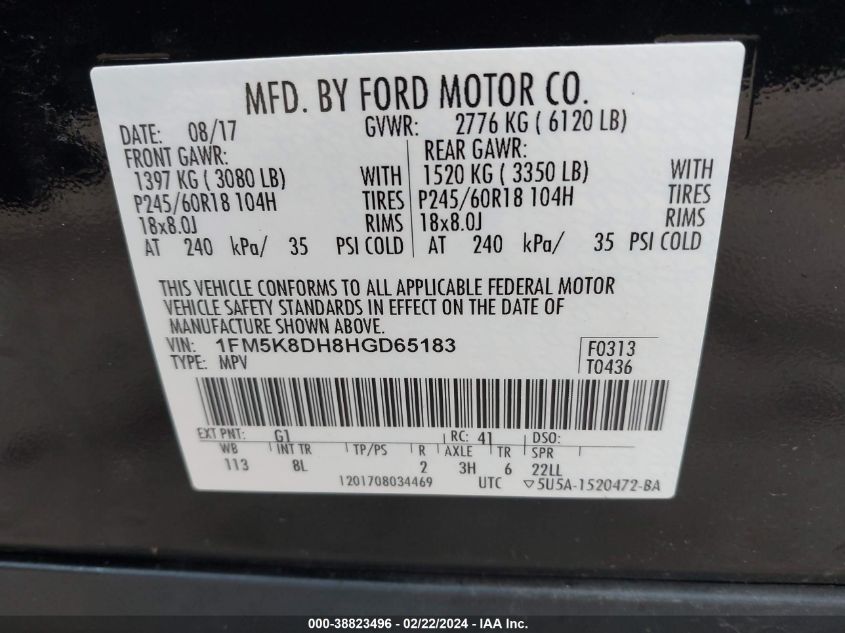 MFD. BY FORD MOTOR CO.
DATE: 08/17 GVWR: 2776 KG ( 6120 LB)
FRONT GAWR: REAR GAWR:
1397 KG ( 3080 LB) WITH 1520 KG ( 3350 LB) WITH
P245/60R18 104H TIRES P245/60R18 104H TIRES
18x8.0J RIMS 18x8.0J RIMS
AT 240 kPa/ 35 PSI COLD AT 240 kPa/ 35 PSI COLD
THIS VEHICLE CONFORMS TO ALL APPLICABLE FEDERAL MOTOR
VEHICLE SAFETY STANDARDS IN EFFECT ON THE DATE OF
MANUFACTURE SHOWN ABOVE.
VIN: 1FM5K8DH8HGD65183 F0313
TYPE: MPV T0436
EXT PNT: G1 RC: 41 DSO:
WB INT TR TP/PS R AXLE TR SPR
113 8L 2 3H 6 22LL
1201708034469 UTC ▽5U5A-1520472-BA
000-38823496 - 02/22/2024 - IAA Inc.